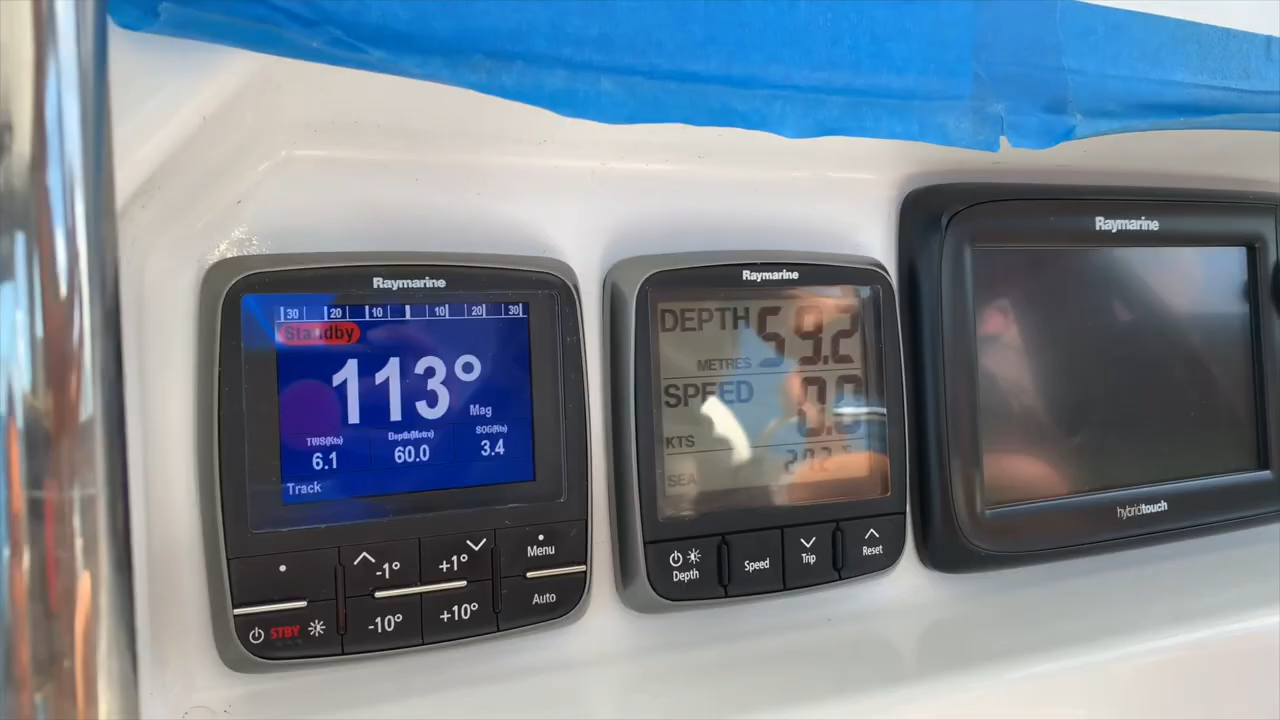 Raymarine
30 20 10 10 20 30
Standby
113° Mag
TWS(Kts) Depth(Metre) SOG(Kts)
6.1 60.0 3.4
Track
Menu
-1° +1°
STBY -10° +10° Auto
Raymarine
DEPTH 59.2
METRES
SPEED 0.0
KTS
SEA
Depth Speed Trip Reset
Raymarine
hybridtouch